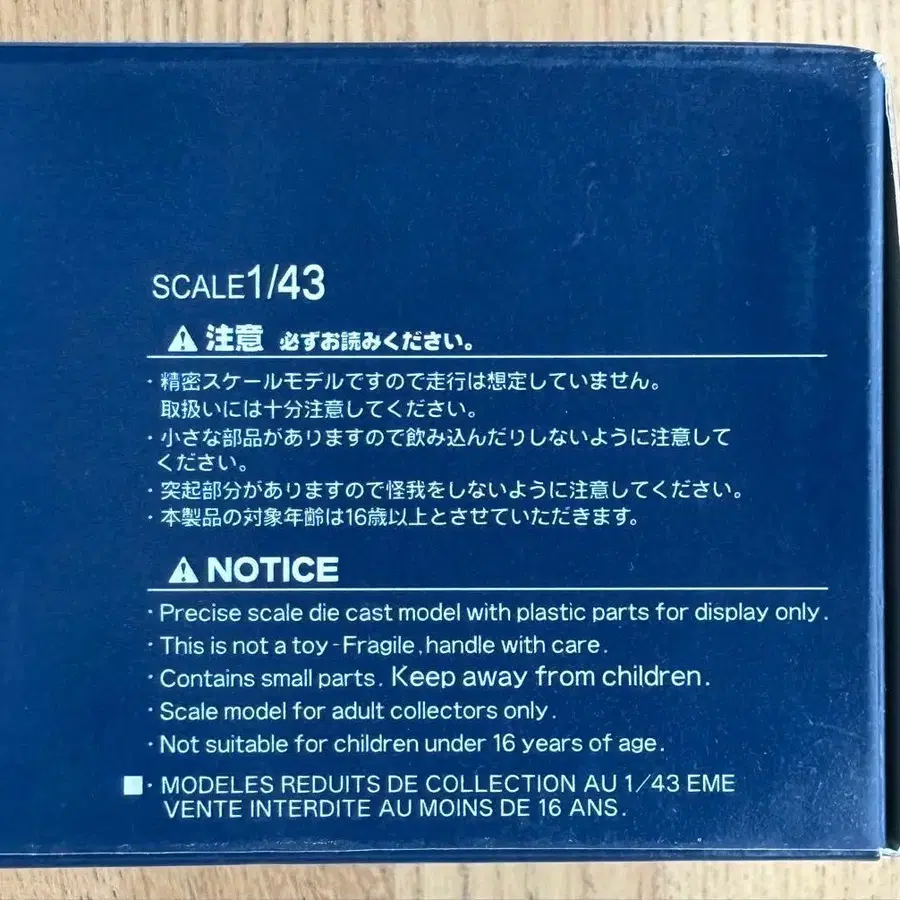 SCALE1/43
⚠ 注意 必ずお読みください。
・精密スケールモデルですので走行は想定していません。
取扱いには十分注意してください。
・小さな部品がありますので飲み込んだりしないように注意して
ください。
・突起部分がありますので怪我をしないように注意してください。
・本製品の対象年齢は16歳以上とさせていただきます。
⚠ NOTICE
・Precise scale die cast model with plastic parts for display only.
・This is not a toy-Fragile,handle with care.
・Contains small parts. Keep away from children.
・Scale model for adult collectors only.
・Not suitable for children under 16 years of age.
■・MODELES REDUITS DE COLLECTION AU 1/43 EME
VENTE INTERDITE AU MOINS DE 16 ANS.